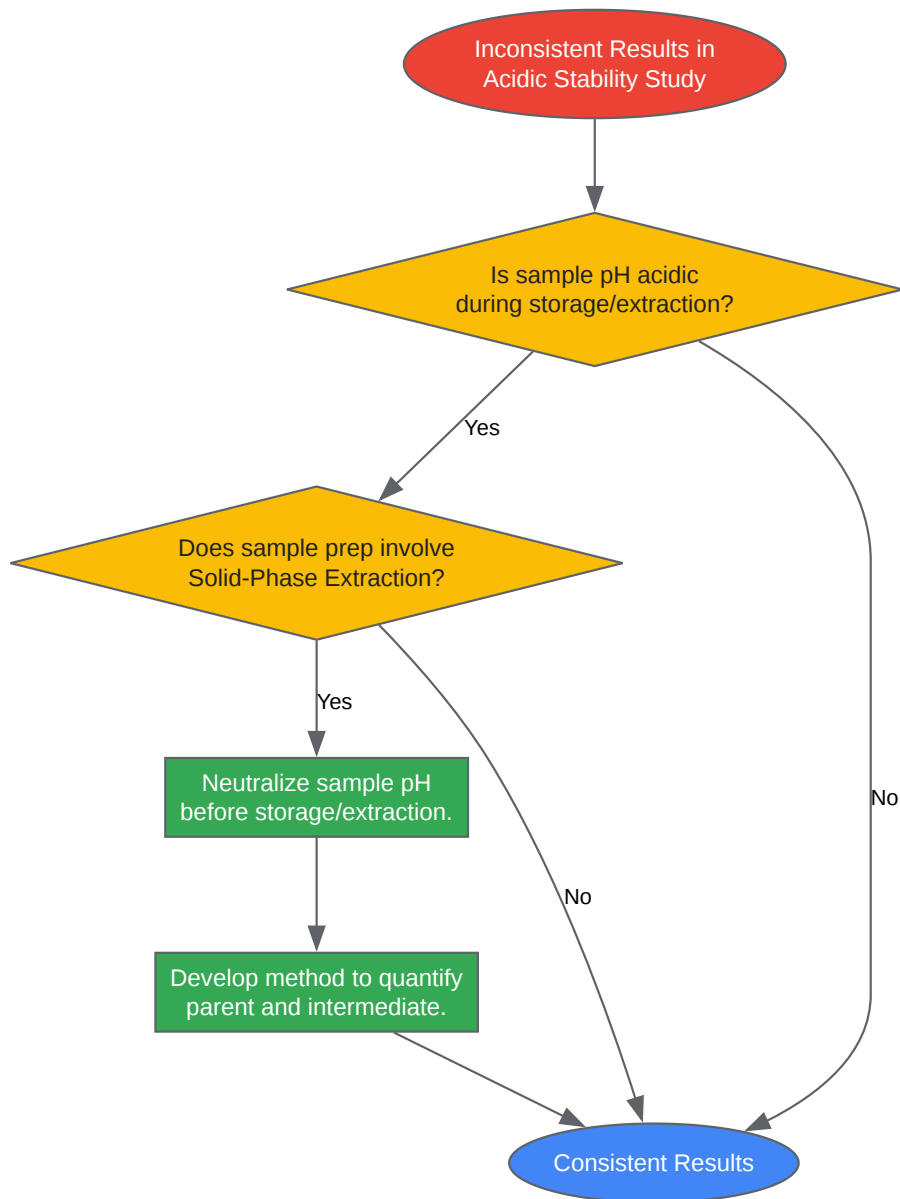 Inconsistent Results in
Acidic Stability Study
Is sample pH acidic
during storage/extraction?
Yes
Does sample prep involve
Solid-Phase Extraction?
Yes
Neutralize sample pH
before storage/extraction.
No
No
Develop method to quantify
parent and intermediate.
Consistent Results